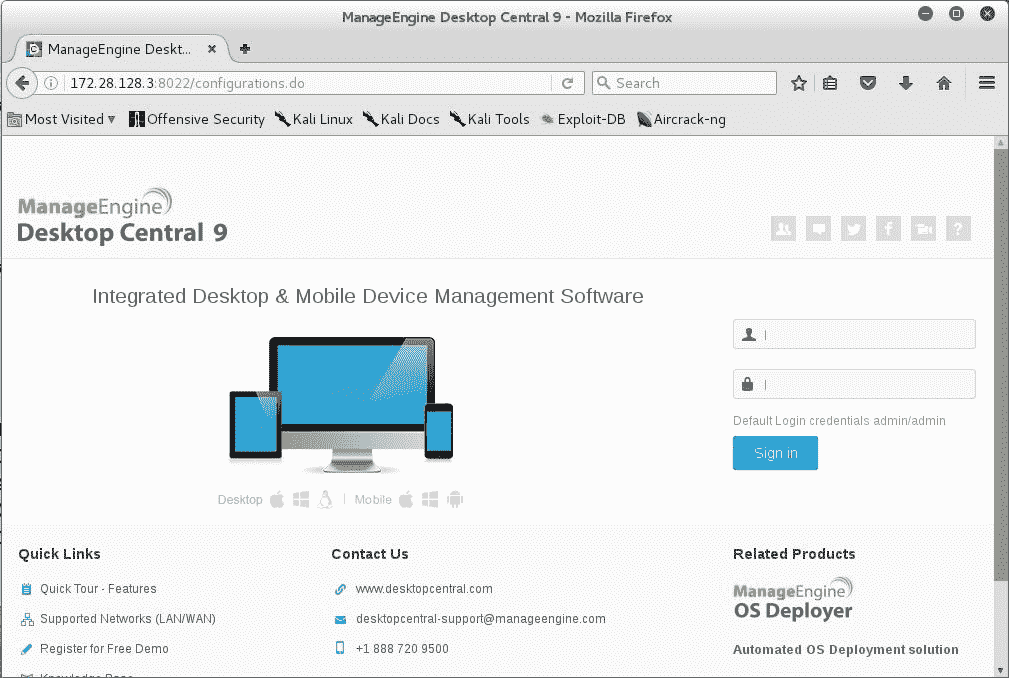 ManageEngine Desktop Central 9 - Mozilla Firefox
ManageEngine Deskt...
172.28.128.3:8022/configurations.do
Search
Most Visited
Offensive Security
Kali Linux
Kali Docs
Kali Tools
Exploit-DB
Aircrack-ng
ManageEngine
Desktop Central 9
Integrated Desktop & Mobile Device Management Software
Default Login credentials admin/admin
Sign in
Desktop
Mobile
Quick Links
Quick Tour - Features
Supported Networks (LAN/WAN)
Register for Free Demo
Contact Us
www.desktopcentral.com
desktopcentral-support@manageengine.com
+1 888 720 9500
Related Products
ManageEngine
OS Deployer
Automated OS Deployment solution